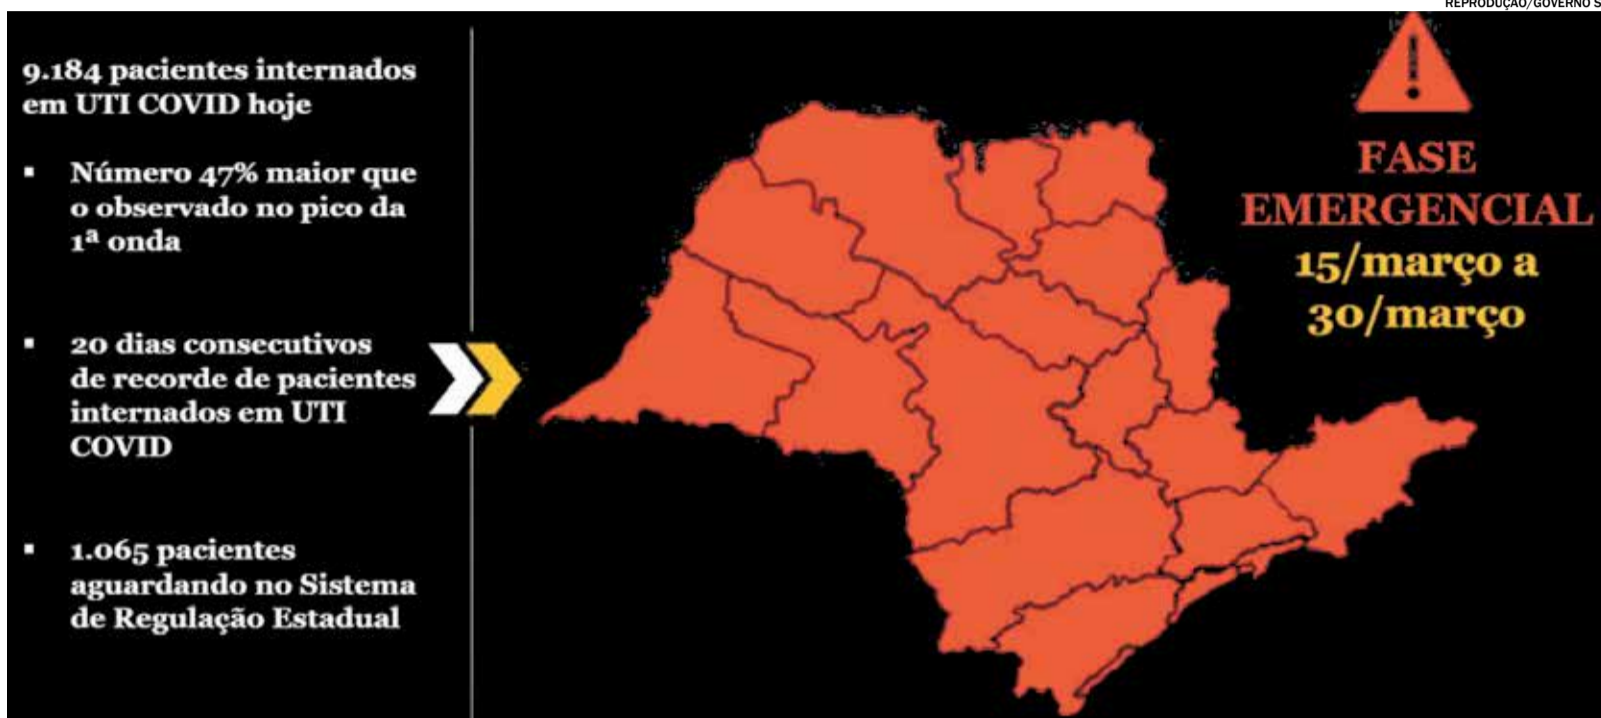 REPRODUÇÃO/GOVERNO S
9.184 pacientes internados
em UTI COVID hoje
▪ Número 47% maior que
o observado no pico da
1ª onda
▪ 20 dias consecutivos
de recorde de pacientes
internados em UTI
COVID
▪ 1.065 pacientes
aguardando no Sistema
de Regulação Estadual
FASE
EMERGENCIAL
15/março a
30/março